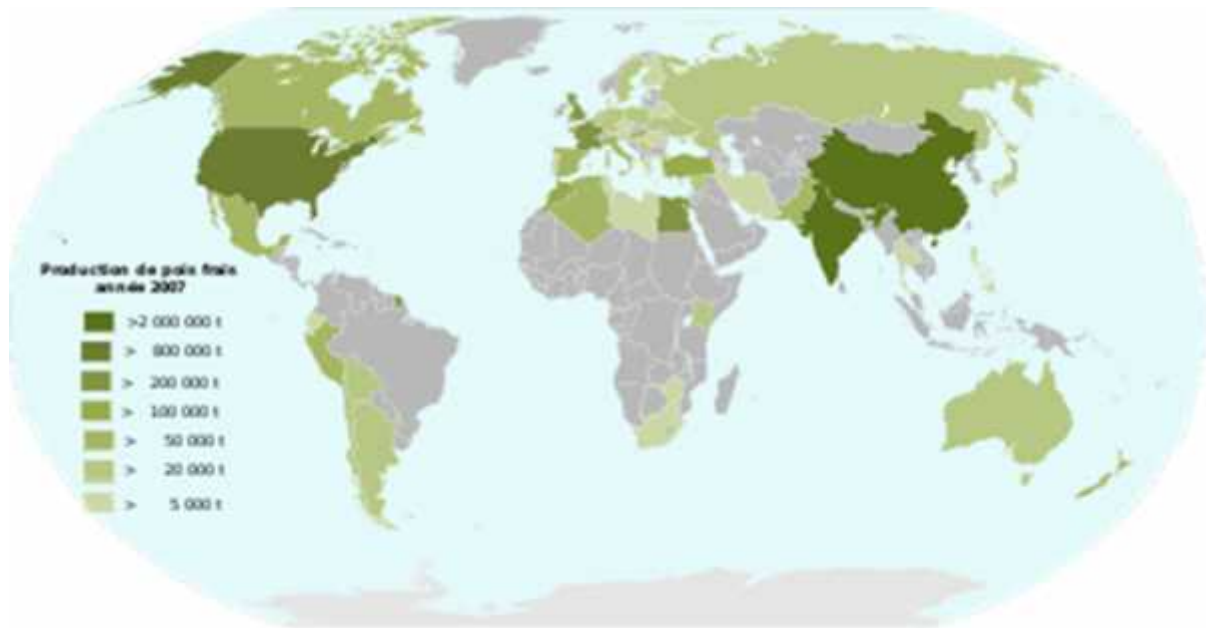 Production de pois frais
année 2007
>2 000 000 t
> 800 000 t
> 200 000 t
> 100 000 t
> 50 000 t
> 20 000 t
> 5 000 t